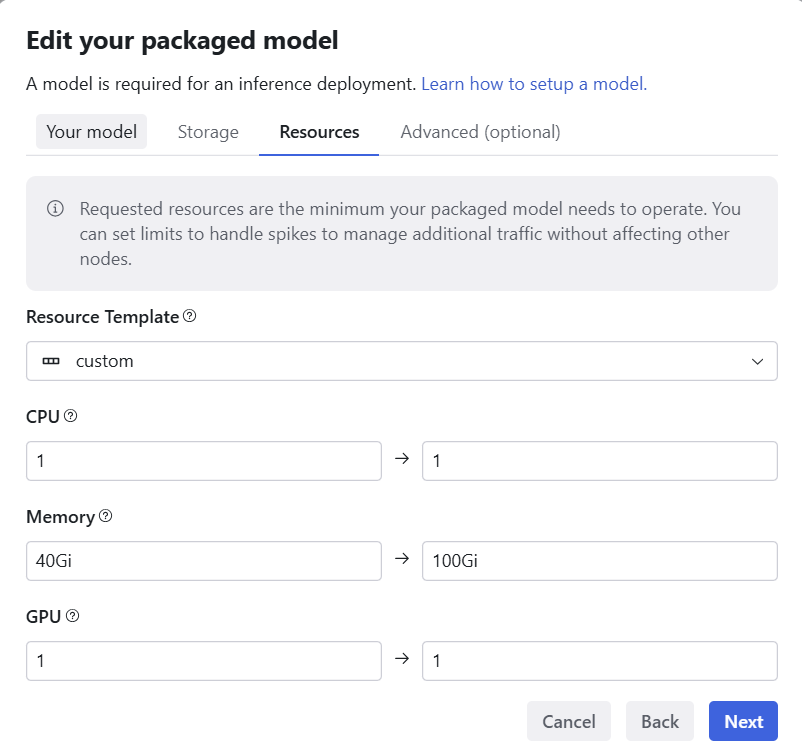 Edit your packaged model
A model is required for an inference deployment. Learn how to setup a model.
Your model Storage Resources Advanced (optional)
Requested resources are the minimum your packaged model needs to operate. You
can set limits to handle spikes to manage additional traffic without affecting other
nodes.
Resource Template
custom
CPU
1 → 1
Memory
40Gi → 100Gi
GPU
1 → 1
Cancel Back Next